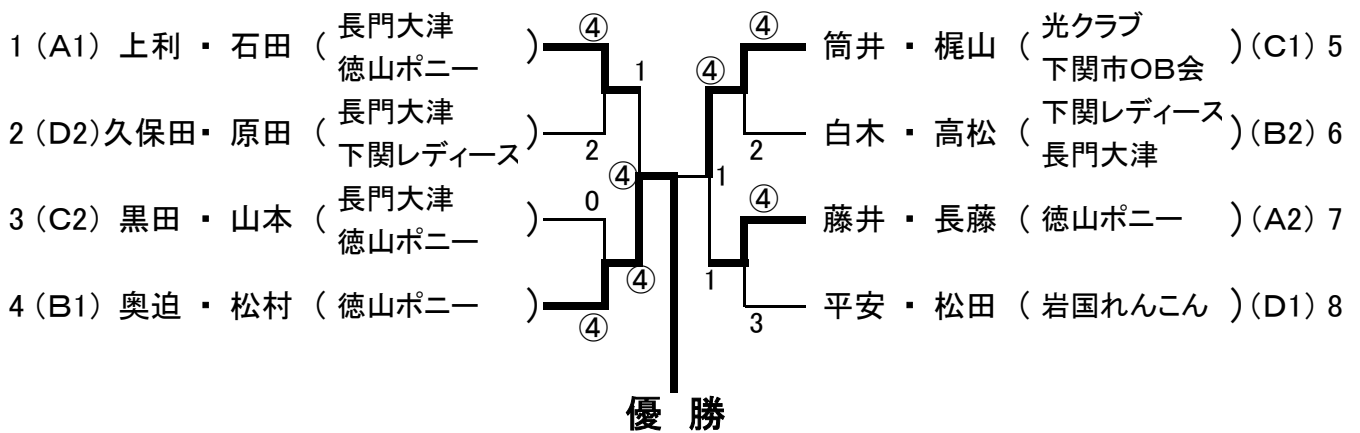 ④ ④
1 (A1) 上利 ・ 石田 ( 長門大津 徳山ポニー ) 筒井 ・ 梶山 ( 光クラブ 下関市OB会 ) (C1) 5
1 ④
2 (D2) 久保田・ 原田 ( 長門大津 下関レディース ) 白木 ・ 高松 ( 下関レディース 長門大津 ) (B2) 6
2 2
④ 1
0 ④
3 (C2) 黒田 ・ 山本 ( 長門大津 徳山ポニー ) 藤井 ・ 長藤 ( 徳山ポニー ) (A2) 7
④ 1
4 (B1) 奥迫 ・ 松村 ( 徳山ポニー ) 平安 ・ 松田 ( 岩国れんこん ) (D1) 8
④ 3
優 勝